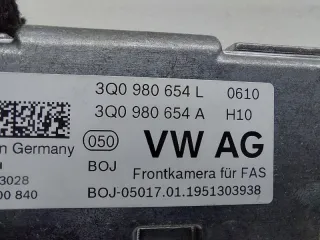 3Q0 980 654 L 0610
3Q0 980 654 A H10
050 VW AG
n Germany BOJ
Frontkamera für FAS
3028
00 840 BOJ-05017.01.1951303938